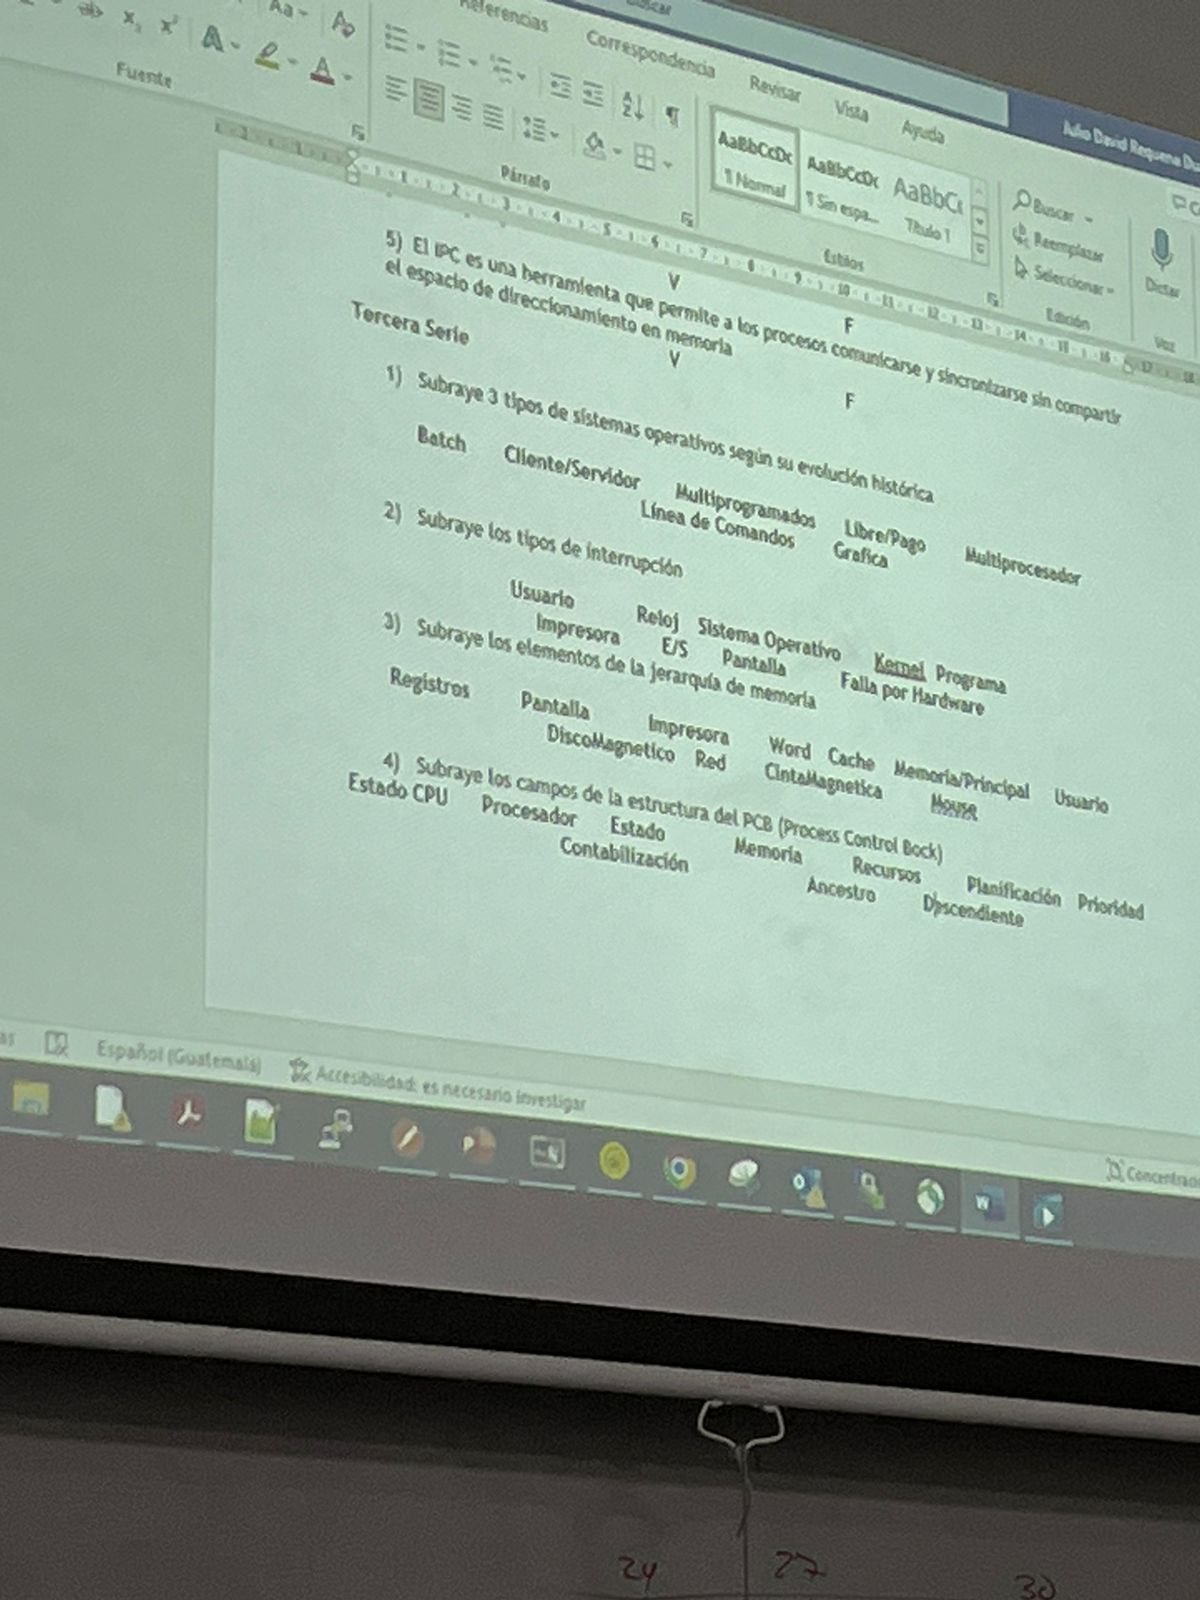 Buscar
Referencias
Correspondencia
Revisar
Vista
Ayuda
Julio David Requena
Aa
Fuente
Párrafo
AaBbCcDc
¶ Normal
AaBbCcDc
¶ Sin espa...
AaBbC
Título 1
Estilos
Buscar
Reemplazar
Seleccionar
Edición
Dictar
Voz
V F
5) El IPC es una herramienta que permite a los procesos comunicarse y sincronizarse sin compartir
el espacio de direccionamiento en memoria
V F
Tercera Serie
1) Subraye 3 tipos de sistemas operativos según su evolución histórica
Batch Cliente/Servidor Multiprogramados Libre/Pago Multiprocesador
Línea de Comandos Grafica
2) Subraye los tipos de interrupción
Usuario Reloj Sistema Operativo Kernel Programa
Impresora E/S Pantalla Falla por Hardware
3) Subraye los elementos de la jerarquía de memoria
Registros Pantalla Impresora Word Cache Memoria/Principal Usuario
DiscoMagnetico Red CintaMagnetica Mouse
4) Subraye los campos de la estructura del PCB (Process Control Bock)
Estado CPU Procesador Estado Memoria Recursos Planificación Prioridad
Contabilización Ancestro Descendiente
Español (Guatemala)
Accesibilidad: es necesario investigar
24 27 30